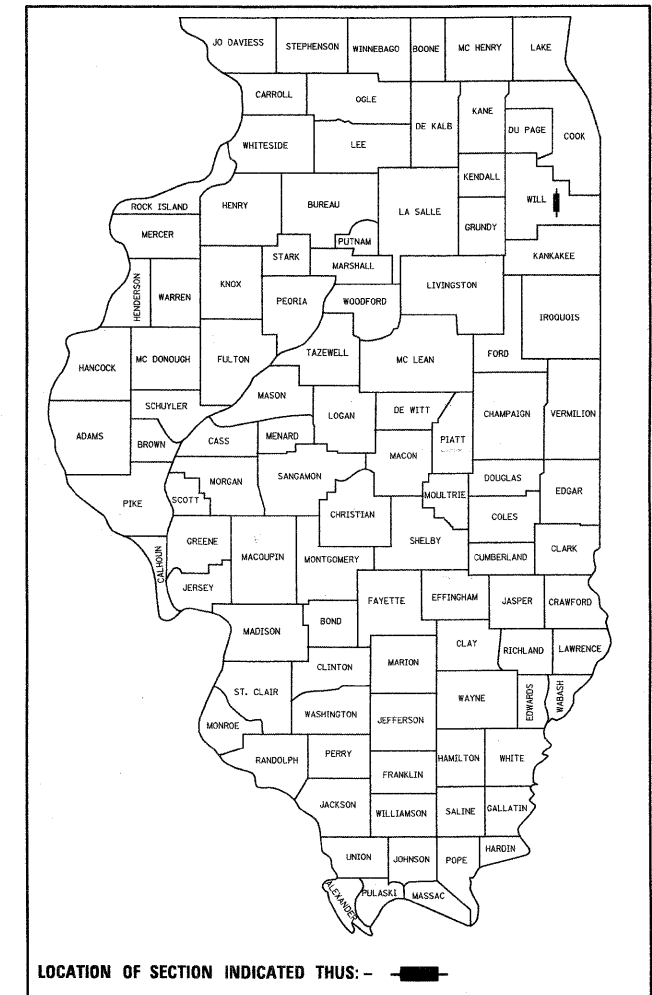 JO DAVIESS STEPHENSON WINNEBAGO BOONE MC HENRY LAKE
CARROLL OGLE DE KALB KANE DU PAGE COOK
WHITESIDE LEE KENDALL WILL
ROCK ISLAND HENRY BUREAU LA SALLE GRUNDY
MERCER PUTNAM KANKAKEE
STARK MARSHALL
HENDERSON WARREN KNOX PEORIA WOODFORD LIVINGSTON IROQUOIS
HANCOCK MC DONOUGH FULTON TAZEWELL MC LEAN FORD
SCHUYLER MASON LOGAN DE WITT CHAMPAIGN VERMILION
ADAMS BROWN CASS MENARD MACON PIATT
PIKE SCOTT MORGAN SANGAMON MOULTRIE DOUGLAS EDGAR
CHRISTIAN COLES
CALHOUN GREENE MACOUPIN MONTGOMERY SHELBY CUMBERLAND CLARK
JERSEY FAYETTE EFFINGHAM JASPER CRAWFORD
MADISON BOND
CLINTON MARION CLAY RICHLAND LAWRENCE
ST. CLAIR WASHINGTON JEFFERSON WAYNE EDWARDS WABASH
MONROE
RANDOLPH PERRY FRANKLIN HAMILTON WHITE
JACKSON WILLIAMSON SALINE GALLATIN
UNION JOHNSON POPE HARDIN
ALEXANDER PULASKI MASSAC
LOCATION OF SECTION INDICATED THUS: -